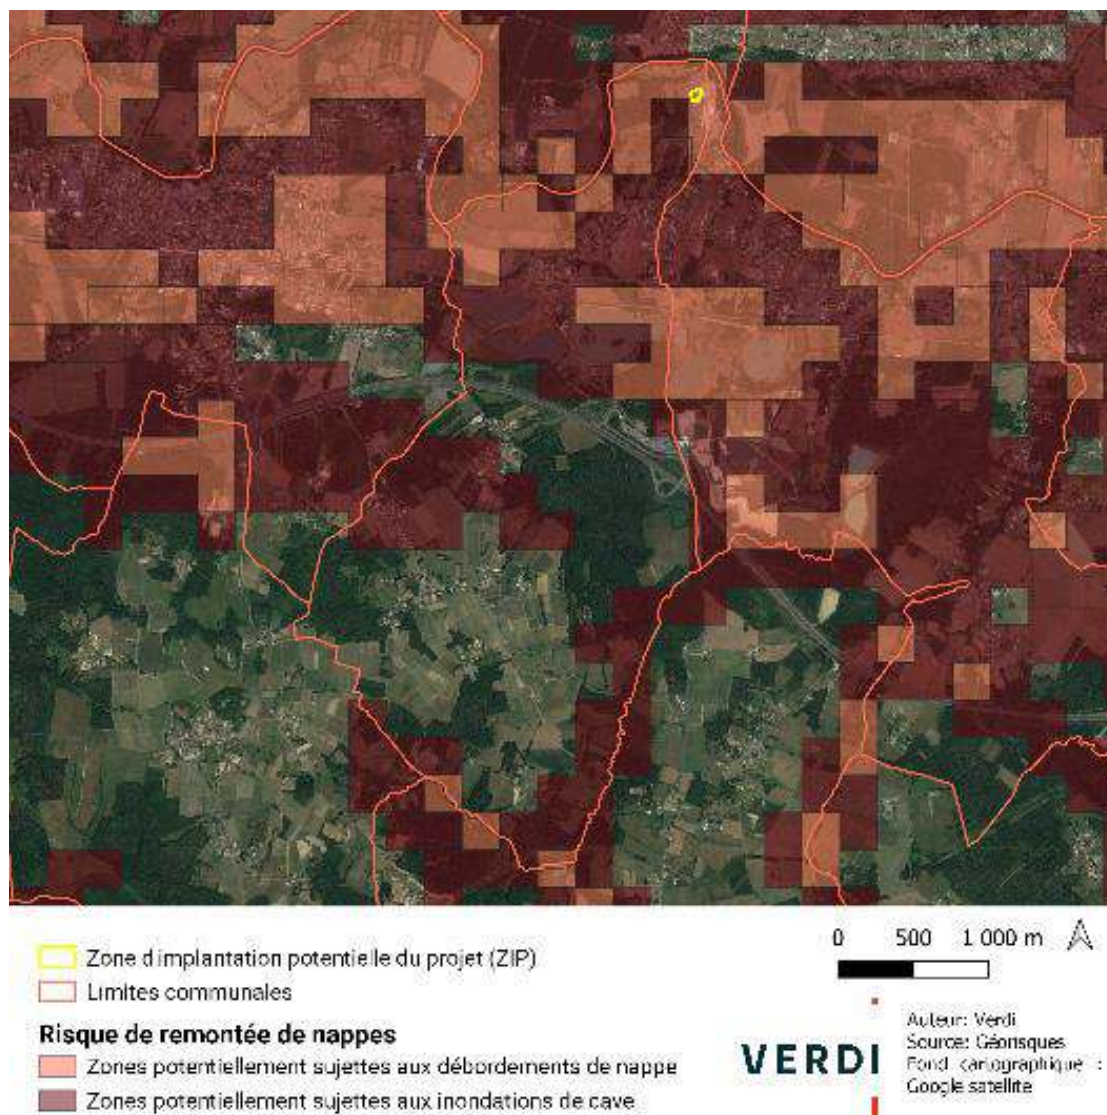 Zone d'implantation potentielle du projet (ZIP)
Limites communales
Risque de remontée de nappes
Zones potentiellement sujettes aux débordements de nappe
Zones potentiellement sujettes aux inondations de cave
0 500 1 000 m
VERDI
Auteur: Verdi
Source: Géorisques
Fond cartographique :
Google satellite